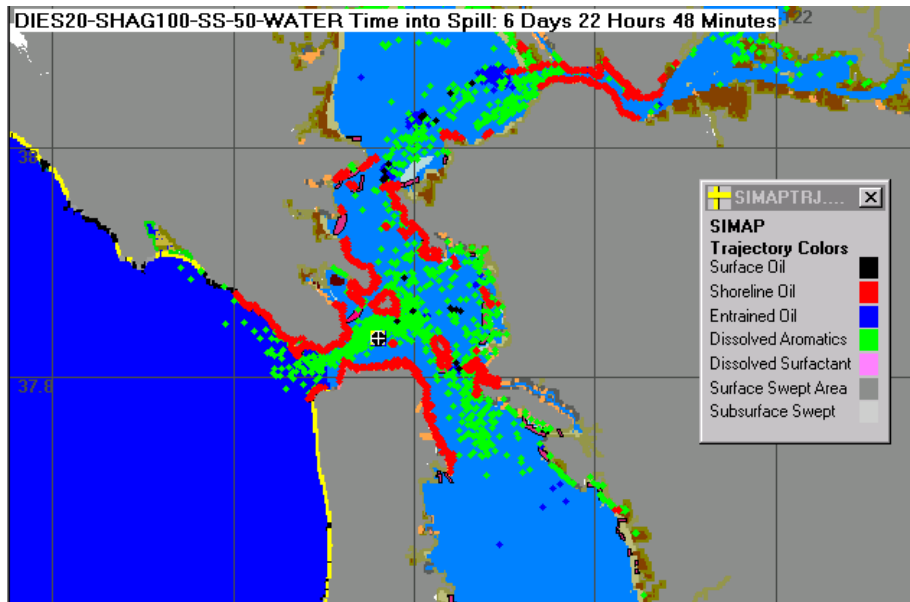 DIES20-SHAG100-SS-50-WATER Time into Spill: 6 Days 22 Hours 48 Minutes
122
38
SIMAPTRJ....
SIMAP
Trajectory Colors
Surface Oil
Shoreline Oil
Entrained Oil
Dissolved Aromatics
Dissolved Surfactant
Surface Swept Area
Subsurface Swept
37.8